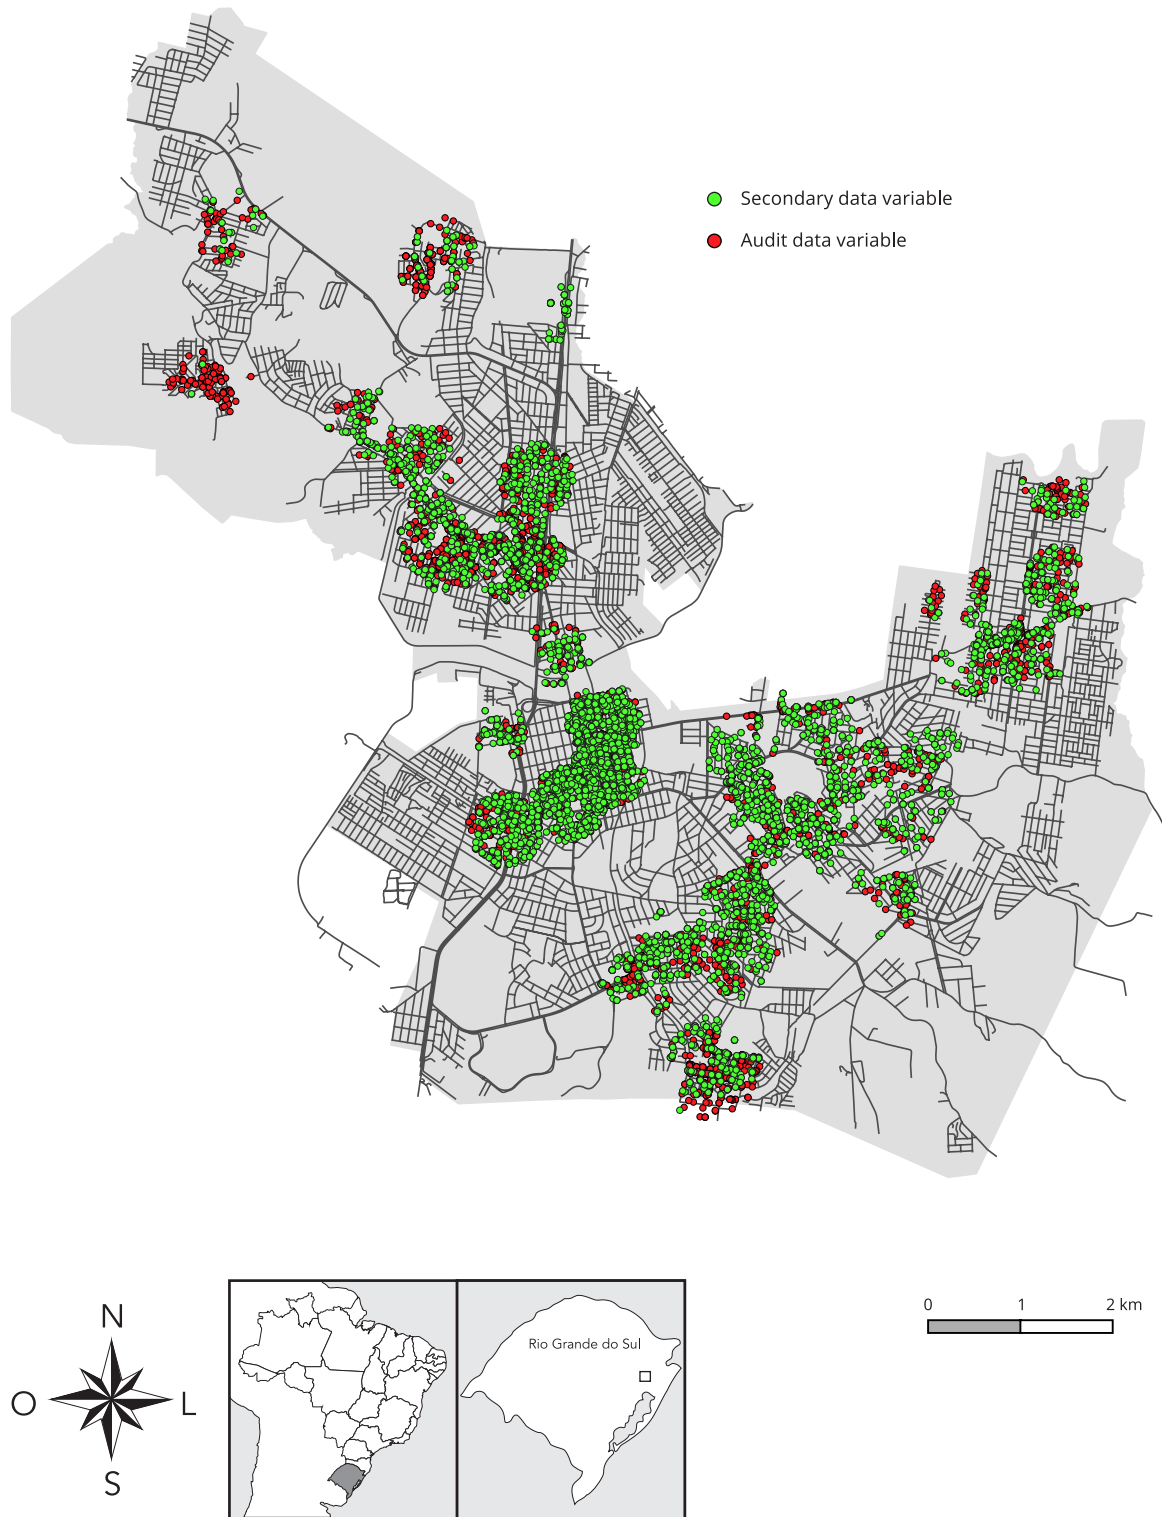 Secondary data variable
Audit data variable
N
O
L
S
Rio Grande do Sul
0 1 2 km